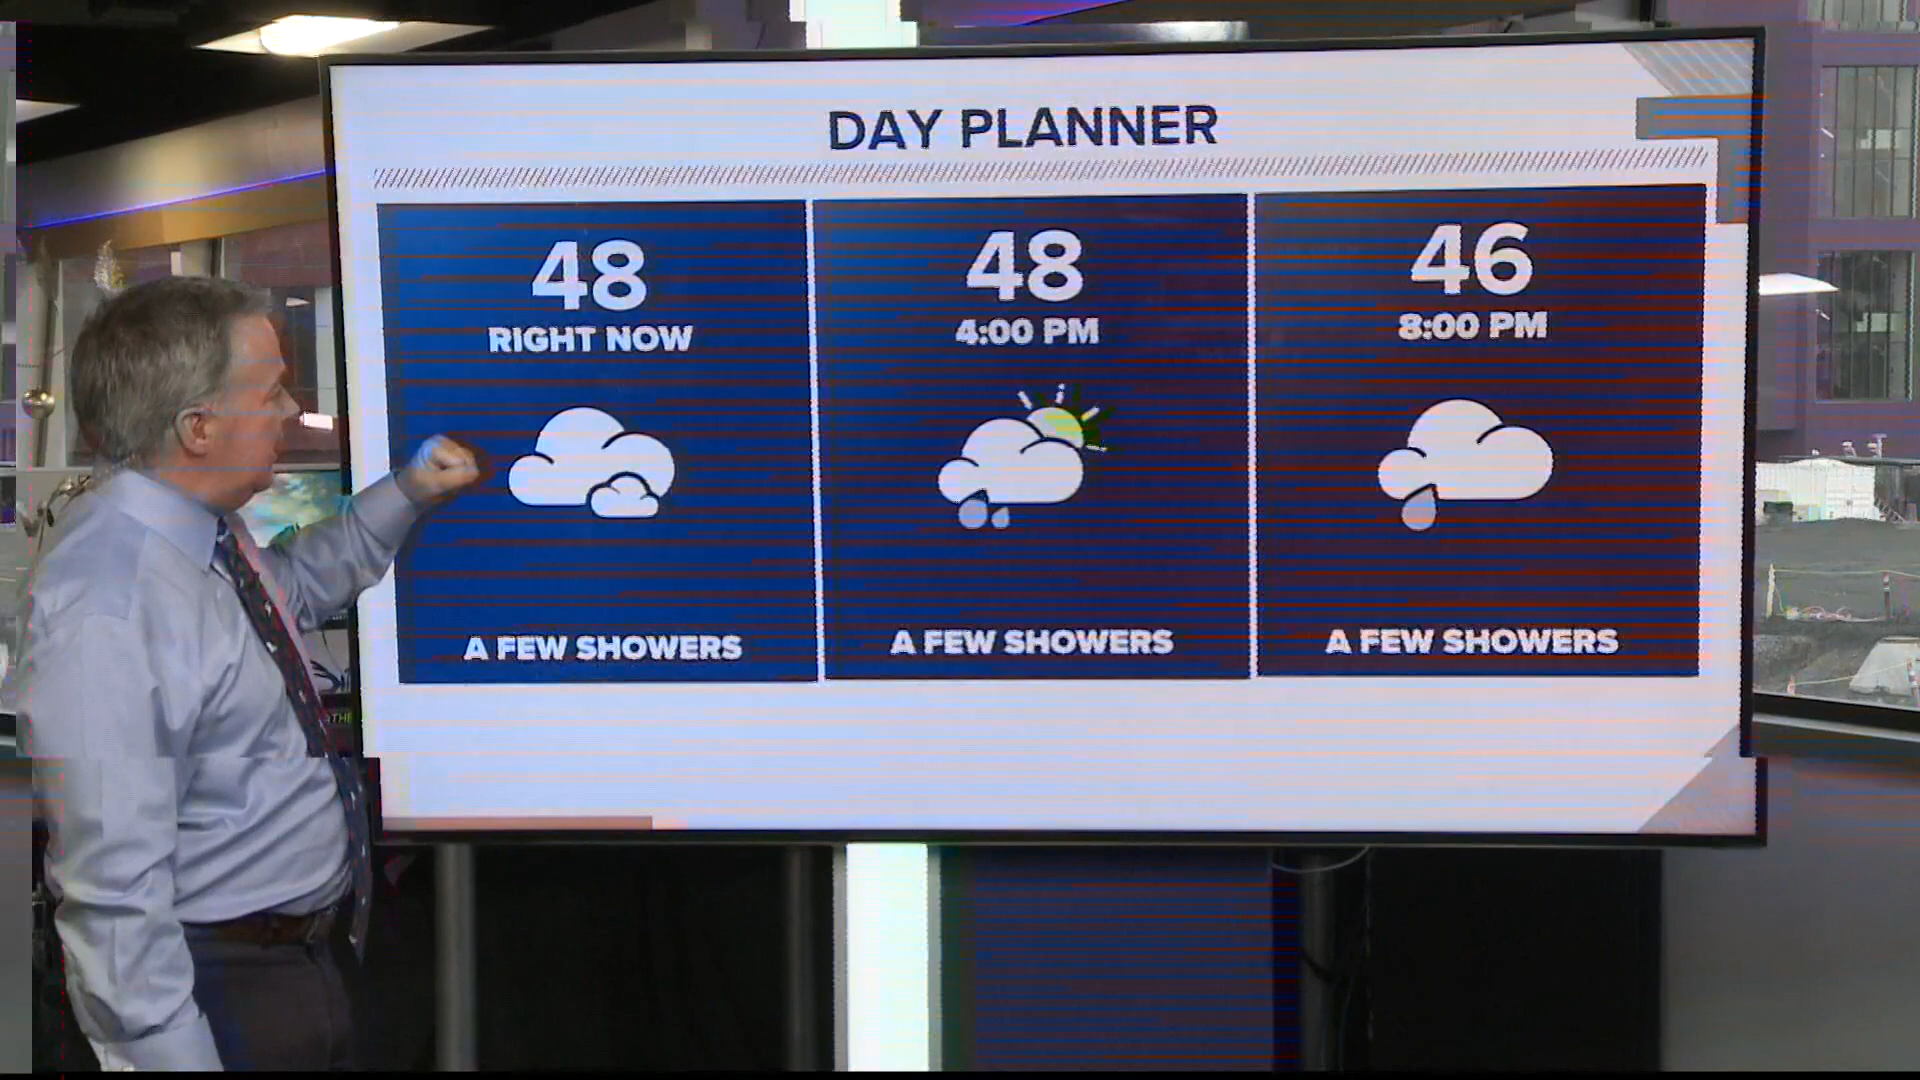 DAY PLANNER
48
RIGHT NOW
A FEW SHOWERS
48
4:00 PM
A FEW SHOWERS
46
8:00 PM
A FEW SHOWERS